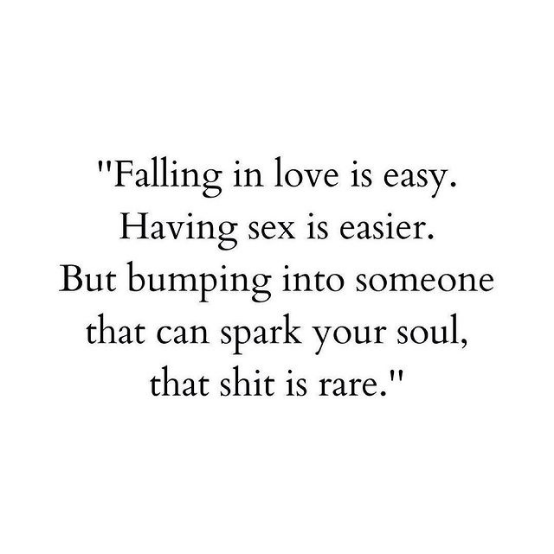 "Falling in love is easy.
Having sex is easier.
But bumping into someone
that can spark your soul,
that shit is rare."